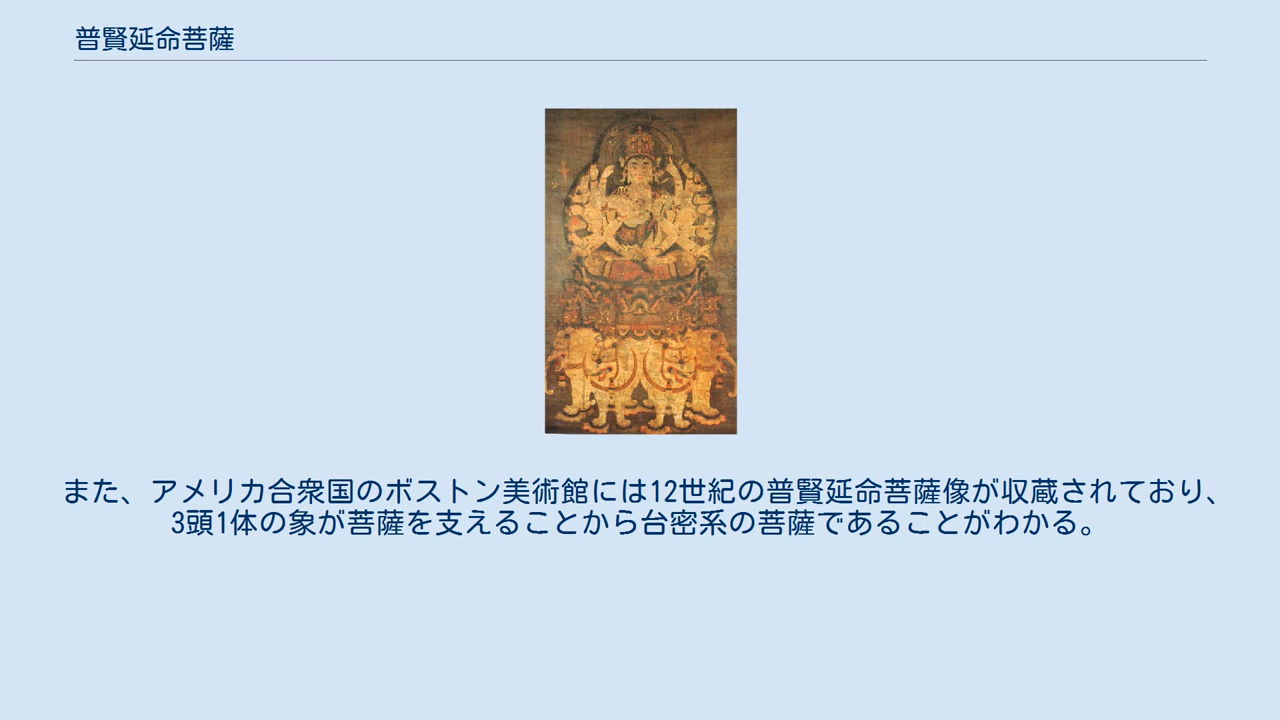 普賢延命菩薩
また、アメリカ合衆国のボストン美術館には12世紀の普賢延命菩薩像が収蔵されており、
3頭1体の象が菩薩を支えることから台密系の菩薩であることがわかる。